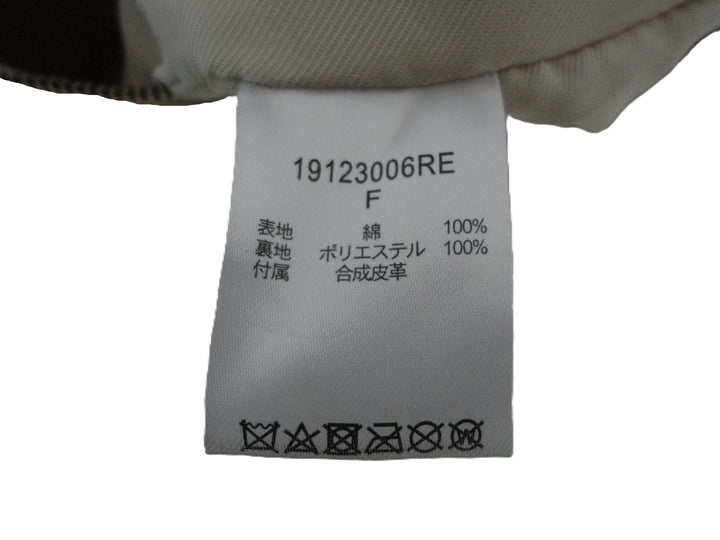 19123006RE
F
表地 綿 100%
裏地 ポリエステル 100%
付属 合成皮革